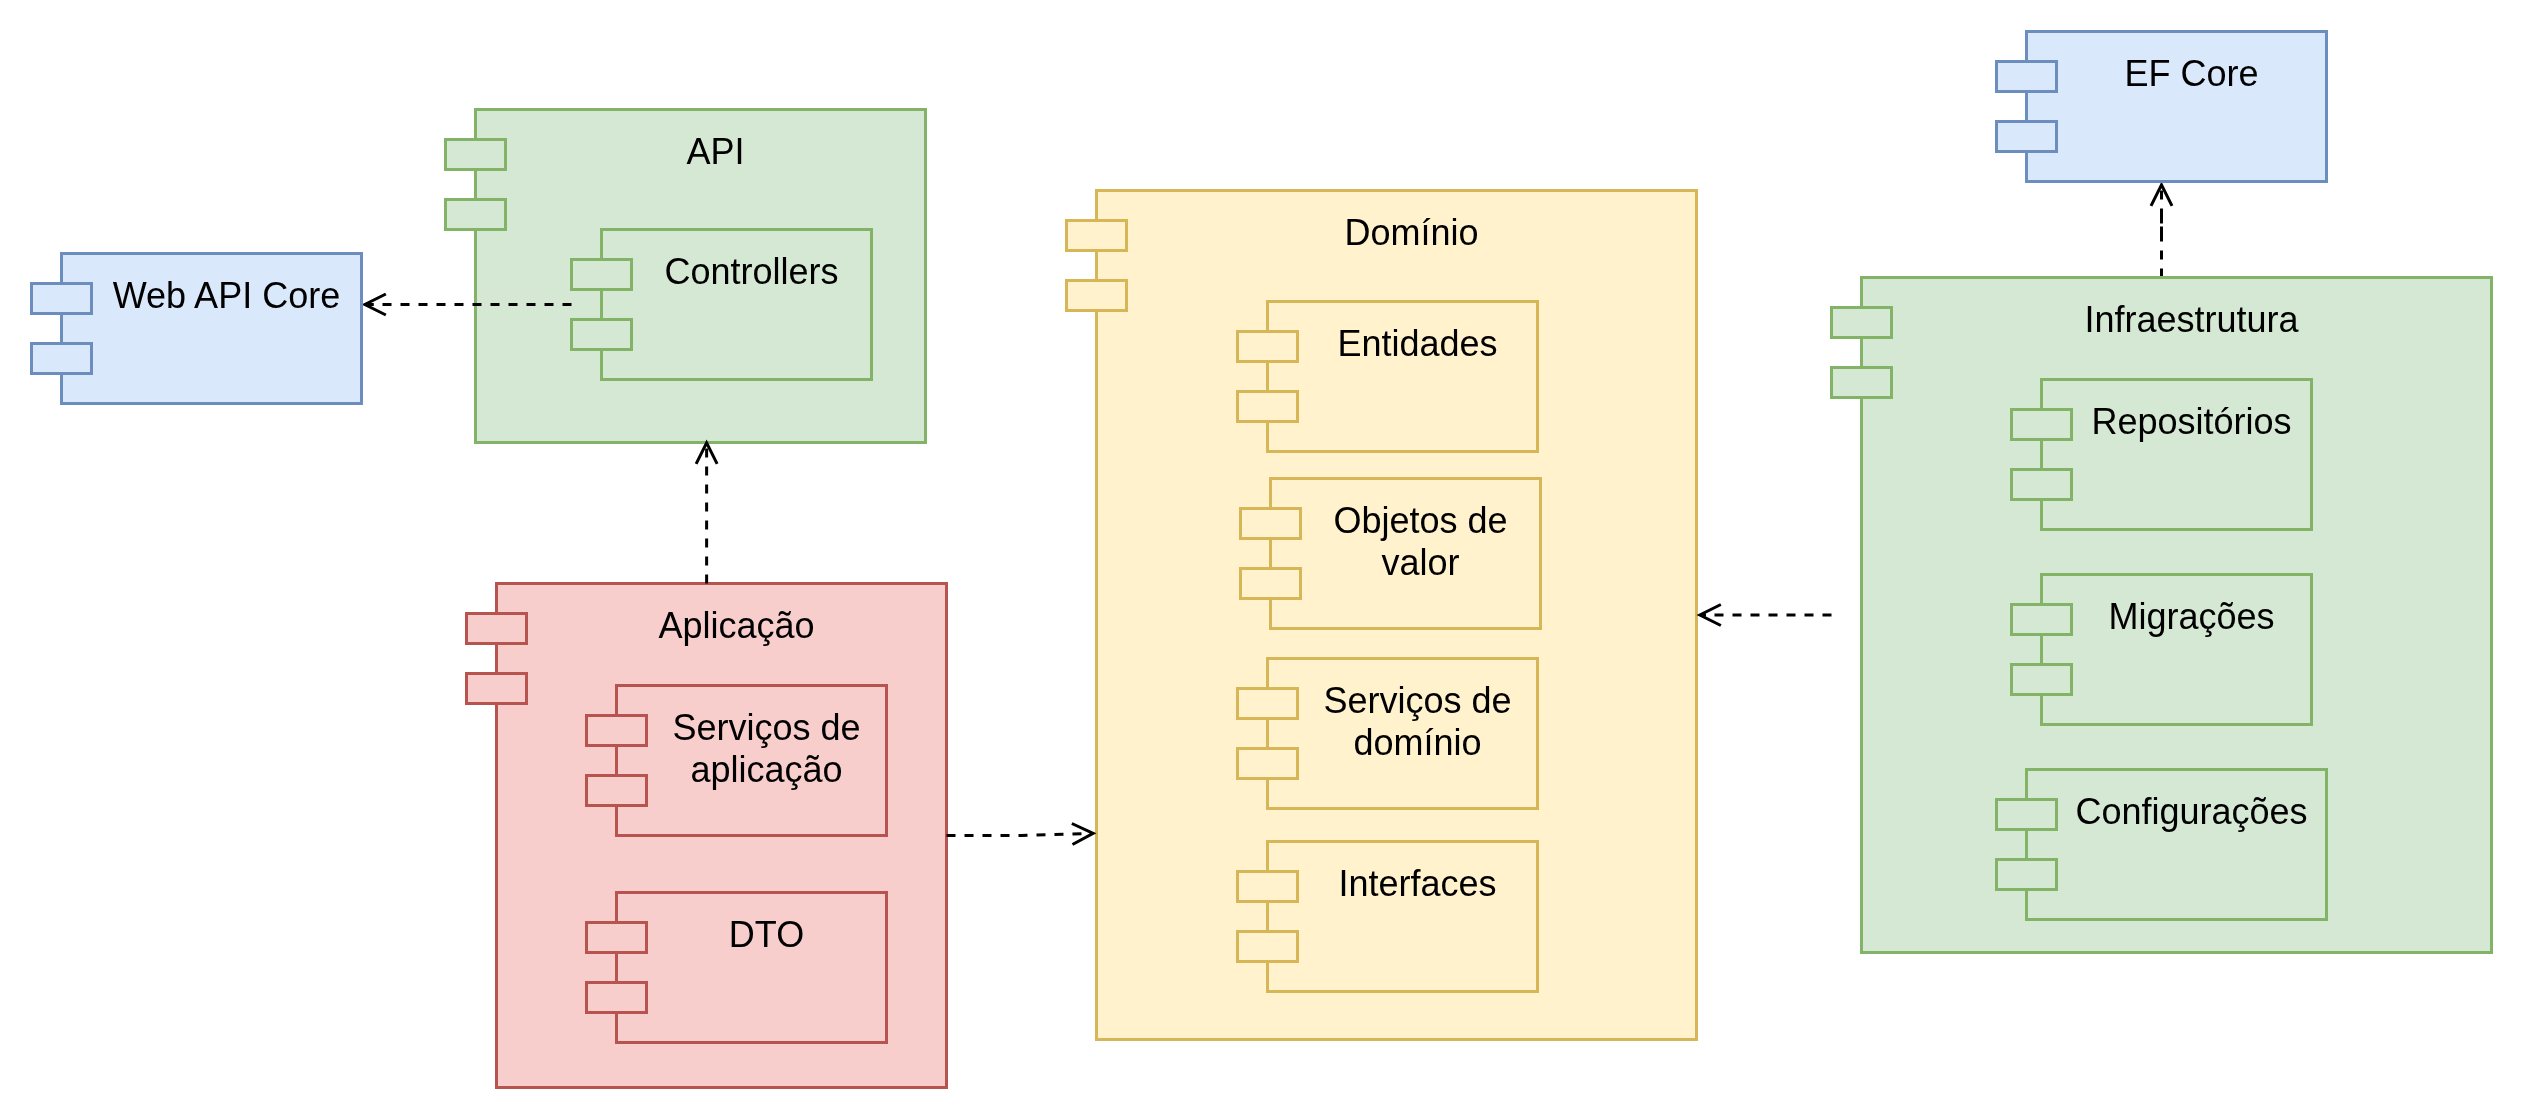 Web API Core
API
Controllers
Aplicação
Serviços de
aplicação
DTO
Domínio
Entidades
Objetos de
valor
Serviços de
domínio
Interfaces
EF Core
Infraestrutura
Repositórios
Migrações
Configurações